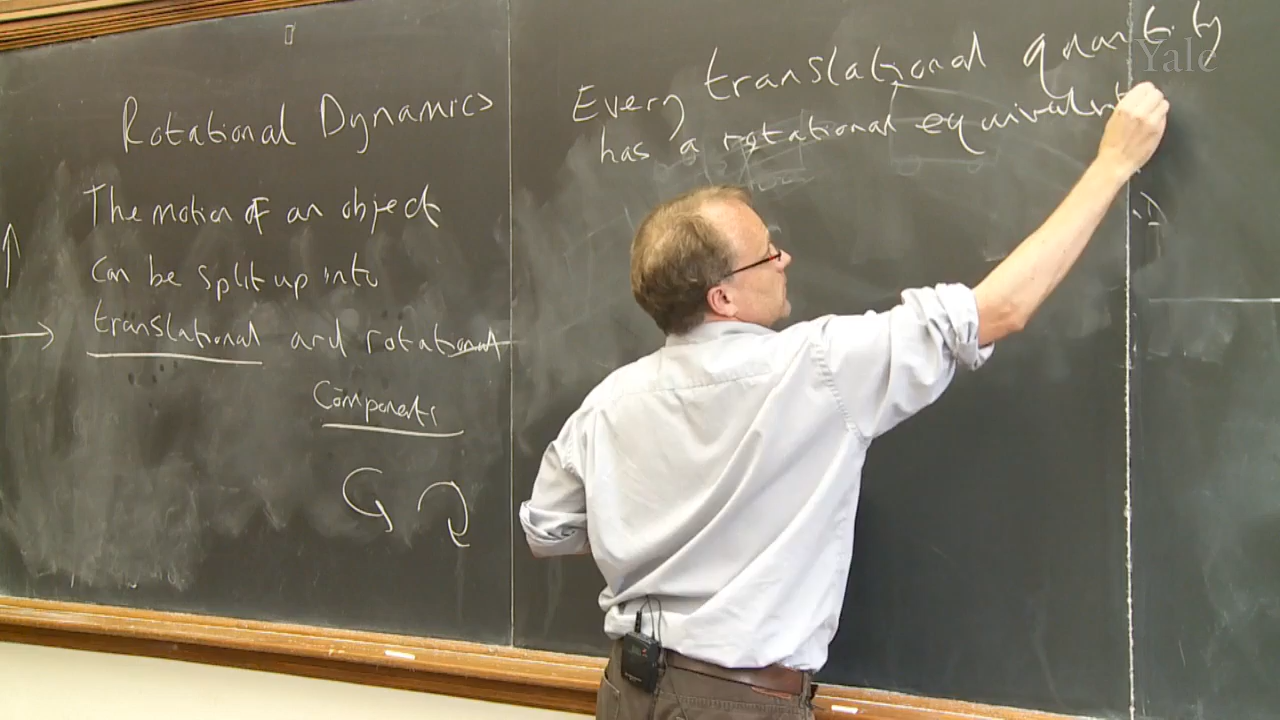 Rotational Dynamics
The motion of an object
can be split up into
translational and rotational
Components
Every translational quantity
has a rotational equivalent
Yale